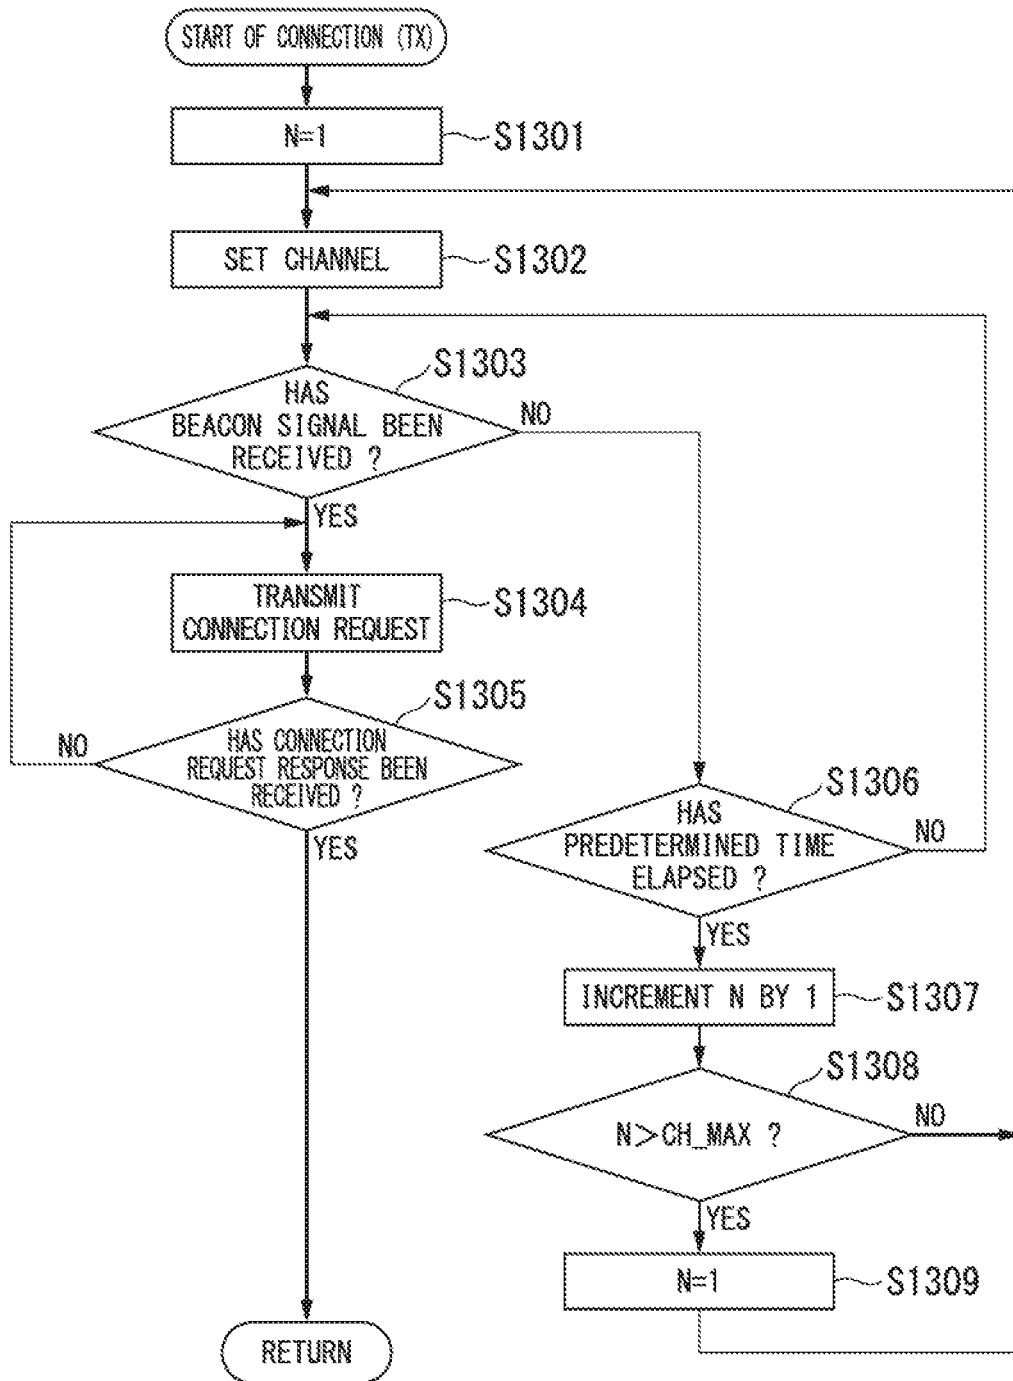 START OF CONNECTION (TX)
N=1
S1301
SET CHANNEL
S1302
S1303
HAS
BEACON SIGNAL BEEN
RECEIVED ?
NO
YES
TRANSMIT
CONNECTION REQUEST
S1304
S1305
HAS CONNECTION
REQUEST RESPONSE BEEN
RECEIVED ?
NO
YES
S1306
HAS
PREDETERMINED TIME
ELAPSED ?
NO
YES
INCREMENT N BY 1
S1307
S1308
N>CH_MAX ?
NO
YES
N=1
S1309
RETURN